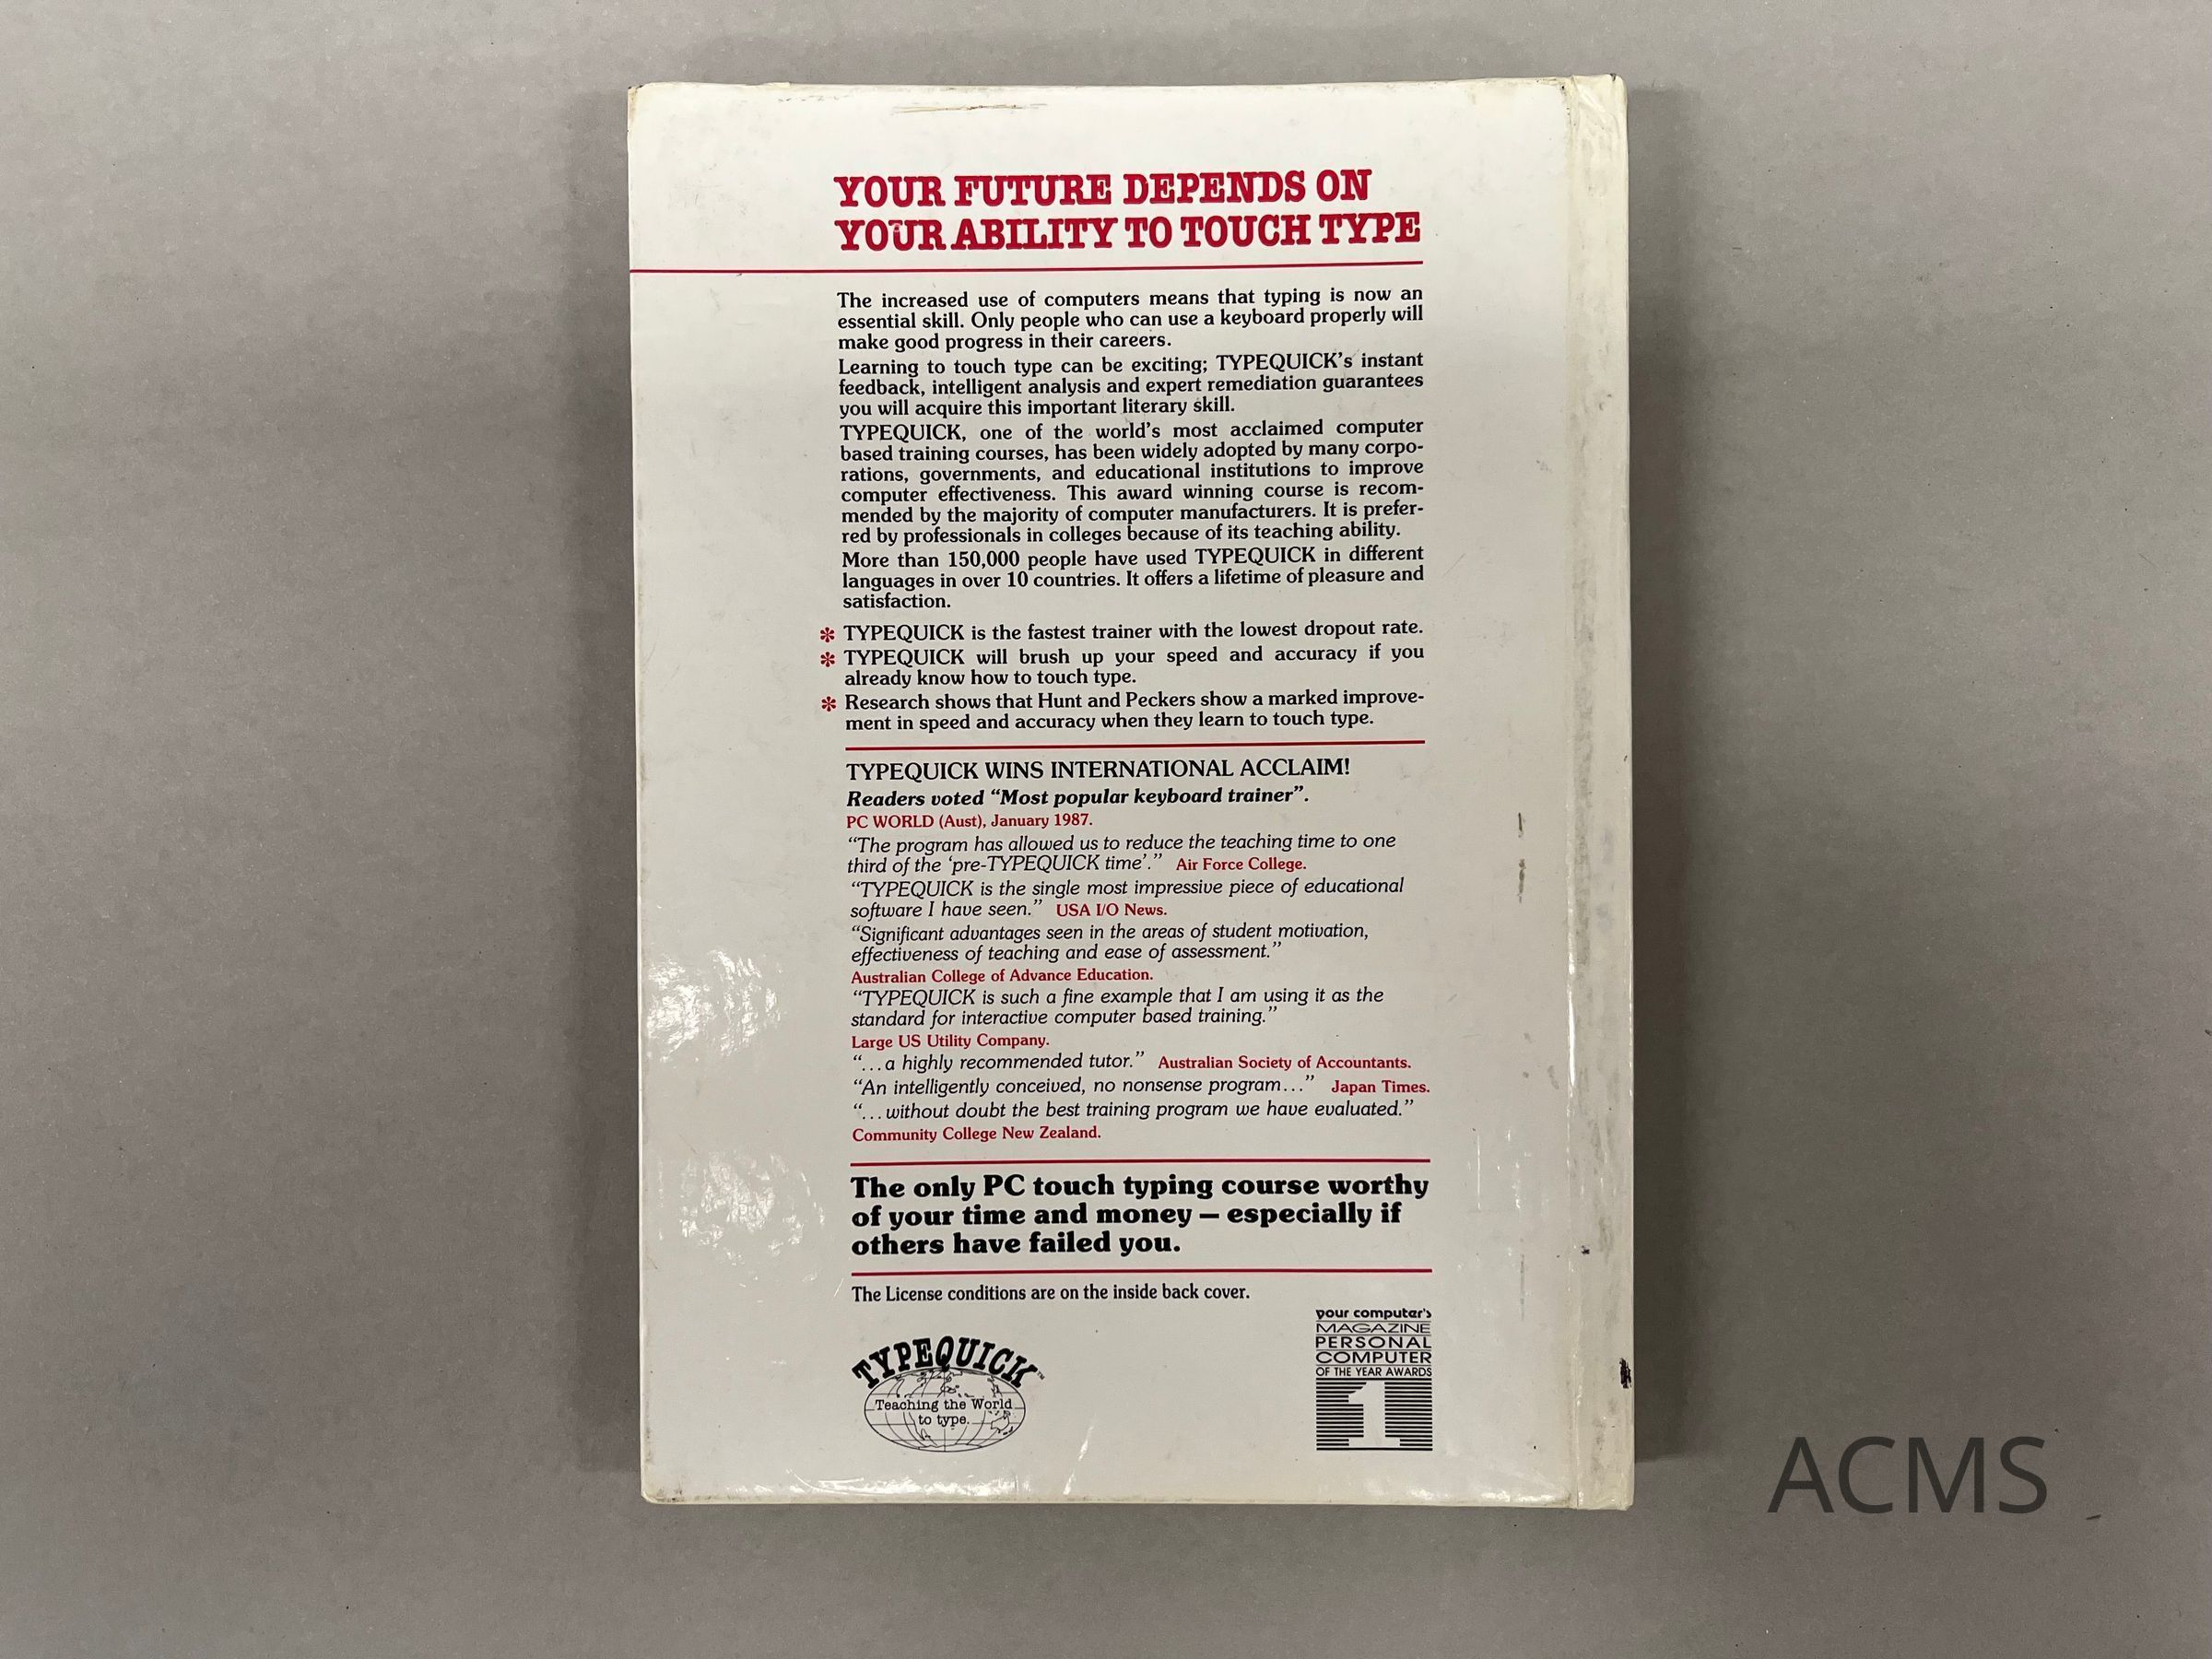 YOUR FUTURE DEPENDS ON
YOUR ABILITY TO TOUCH TYPE
The increased use of computers means that typing is now an
essential skill. Only people who can use a keyboard properly will
make good progress in their careers.
Learning to touch type can be exciting; TYPEQUICK's instant
feedback, intelligent analysis and expert remediation guarantees
you will acquire this important literary skill.
TYPEQUICK, one of the world's most acclaimed computer
based training courses, has been widely adopted by many corpo-
rations, governments, and educational institutions to improve
computer effectiveness. This award winning course is recom-
mended by the majority of computer manufacturers. It is prefer-
red by professionals in colleges because of its teaching ability.
More than 150,000 people have used TYPEQUICK in different
languages in over 10 countries. It offers a lifetime of pleasure and
satisfaction.
✻ TYPEQUICK is the fastest trainer with the lowest dropout rate.
✻ TYPEQUICK will brush up your speed and accuracy if you
already know how to touch type.
✻ Research shows that Hunt and Peckers show a marked improve-
ment in speed and accuracy when they learn to touch type.
TYPEQUICK WINS INTERNATIONAL ACCLAIM!
Readers voted “Most popular keyboard trainer”.
PC WORLD (Aust), January 1987.
“The program has allowed us to reduce the teaching time to one
third of the ‘pre-TYPEQUICK time’.” Air Force College.
“TYPEQUICK is the single most impressive piece of educational
software I have seen.” USA I/O News.
“Significant advantages seen in the areas of student motivation,
effectiveness of teaching and ease of assessment.”
Australian College of Advance Education.
“TYPEQUICK is such a fine example that I am using it as the
standard for interactive computer based training.”
Large US Utility Company.
“...a highly recommended tutor.” Australian Society of Accountants.
“An intelligently conceived, no nonsense program...” Japan Times.
“...without doubt the best training program we have evaluated.”
Community College New Zealand.
The only PC touch typing course worthy
of your time and money – especially if
others have failed you.
The License conditions are on the inside back cover.
TYPEQUICK™
Teaching the World
to type.
your computer's
MAGAZINE
PERSONAL
COMPUTER
OF THE YEAR AWARDS
1
ACMS